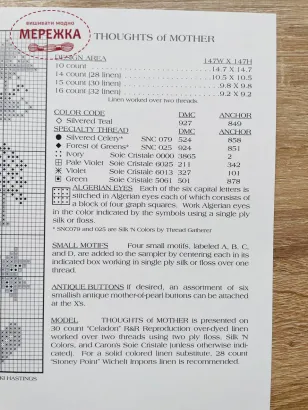 вишивати модно
МЕРЕЖКА
THOUGHTS of MOTHER
DESIGN AREA 147W X 147H
10 count 14.7 X 14.7
14 count (28 linen) 10.5 X 10.5
15 count (30 linen) 9.8 X 9.8
16 count (32 linen) 9.2 X 9.2
Linen worked over two threads.
COLOR CODE DMC ANCHOR
Silvered Teal 927 849
SPECIALTY THREAD DMC ANCHOR
Silvered Celery* SNC 079 524 858
Forest of Greens* SNC 025 924 851
Ivory Soie Cristale 0000 3865 2
Pale Violet Soie Cristale 6025 211 342
Violet Soie Cristale 6013 327 101
Green Soie Cristale 5061 501 878
ALGERIAN EYES Each of the six capital letters is
stitched in Algerian eyes each of which consists of
a block of four graph squares. Work Algerian eyes
in the color indicated by the symbols using a single ply
silk or floss.
* SNC079 and 025 are Silk 'N Colors by Thread Gatherer
SMALL MOTIFS Four small motifs, labeled A, B, C,
and D, are added to the sampler by centering each in its
indicated box working in single ply silk or floss over one
thread.
ANTIQUE BUTTONS If desired, an assortment of six
smallish antique mother-of-pearl buttons can be attached
at the X's.
MODEL THOUGHTS of MOTHER is presented on
30 count "Celadon" R&R Reproduction over-dyed linen
worked over two threads using two ply floss, Silk 'N
Colors, and Caron's Soie Cristale (unless otherwise indi-
cated). For a solid colored linen substitute, 28 count
"Stoney Point" Wichelt Imports linen is recommended.
HASTINGS